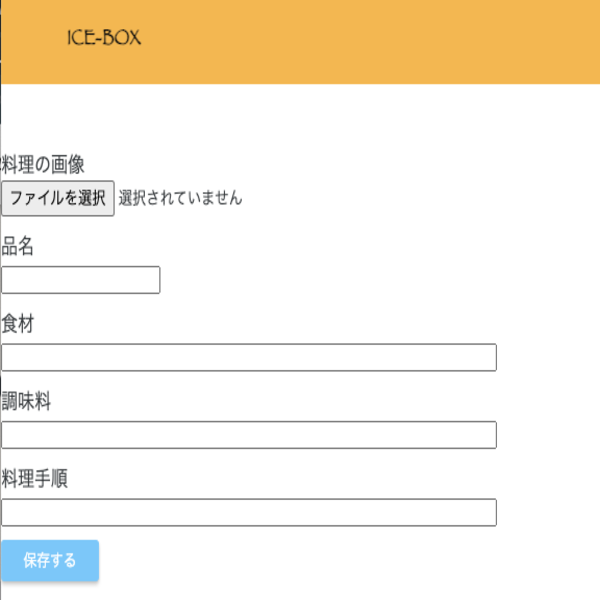 ICE-BOX
料理の画像
ファイルを選択 選択されていません
品名
食材
調味料
料理手順
保存する